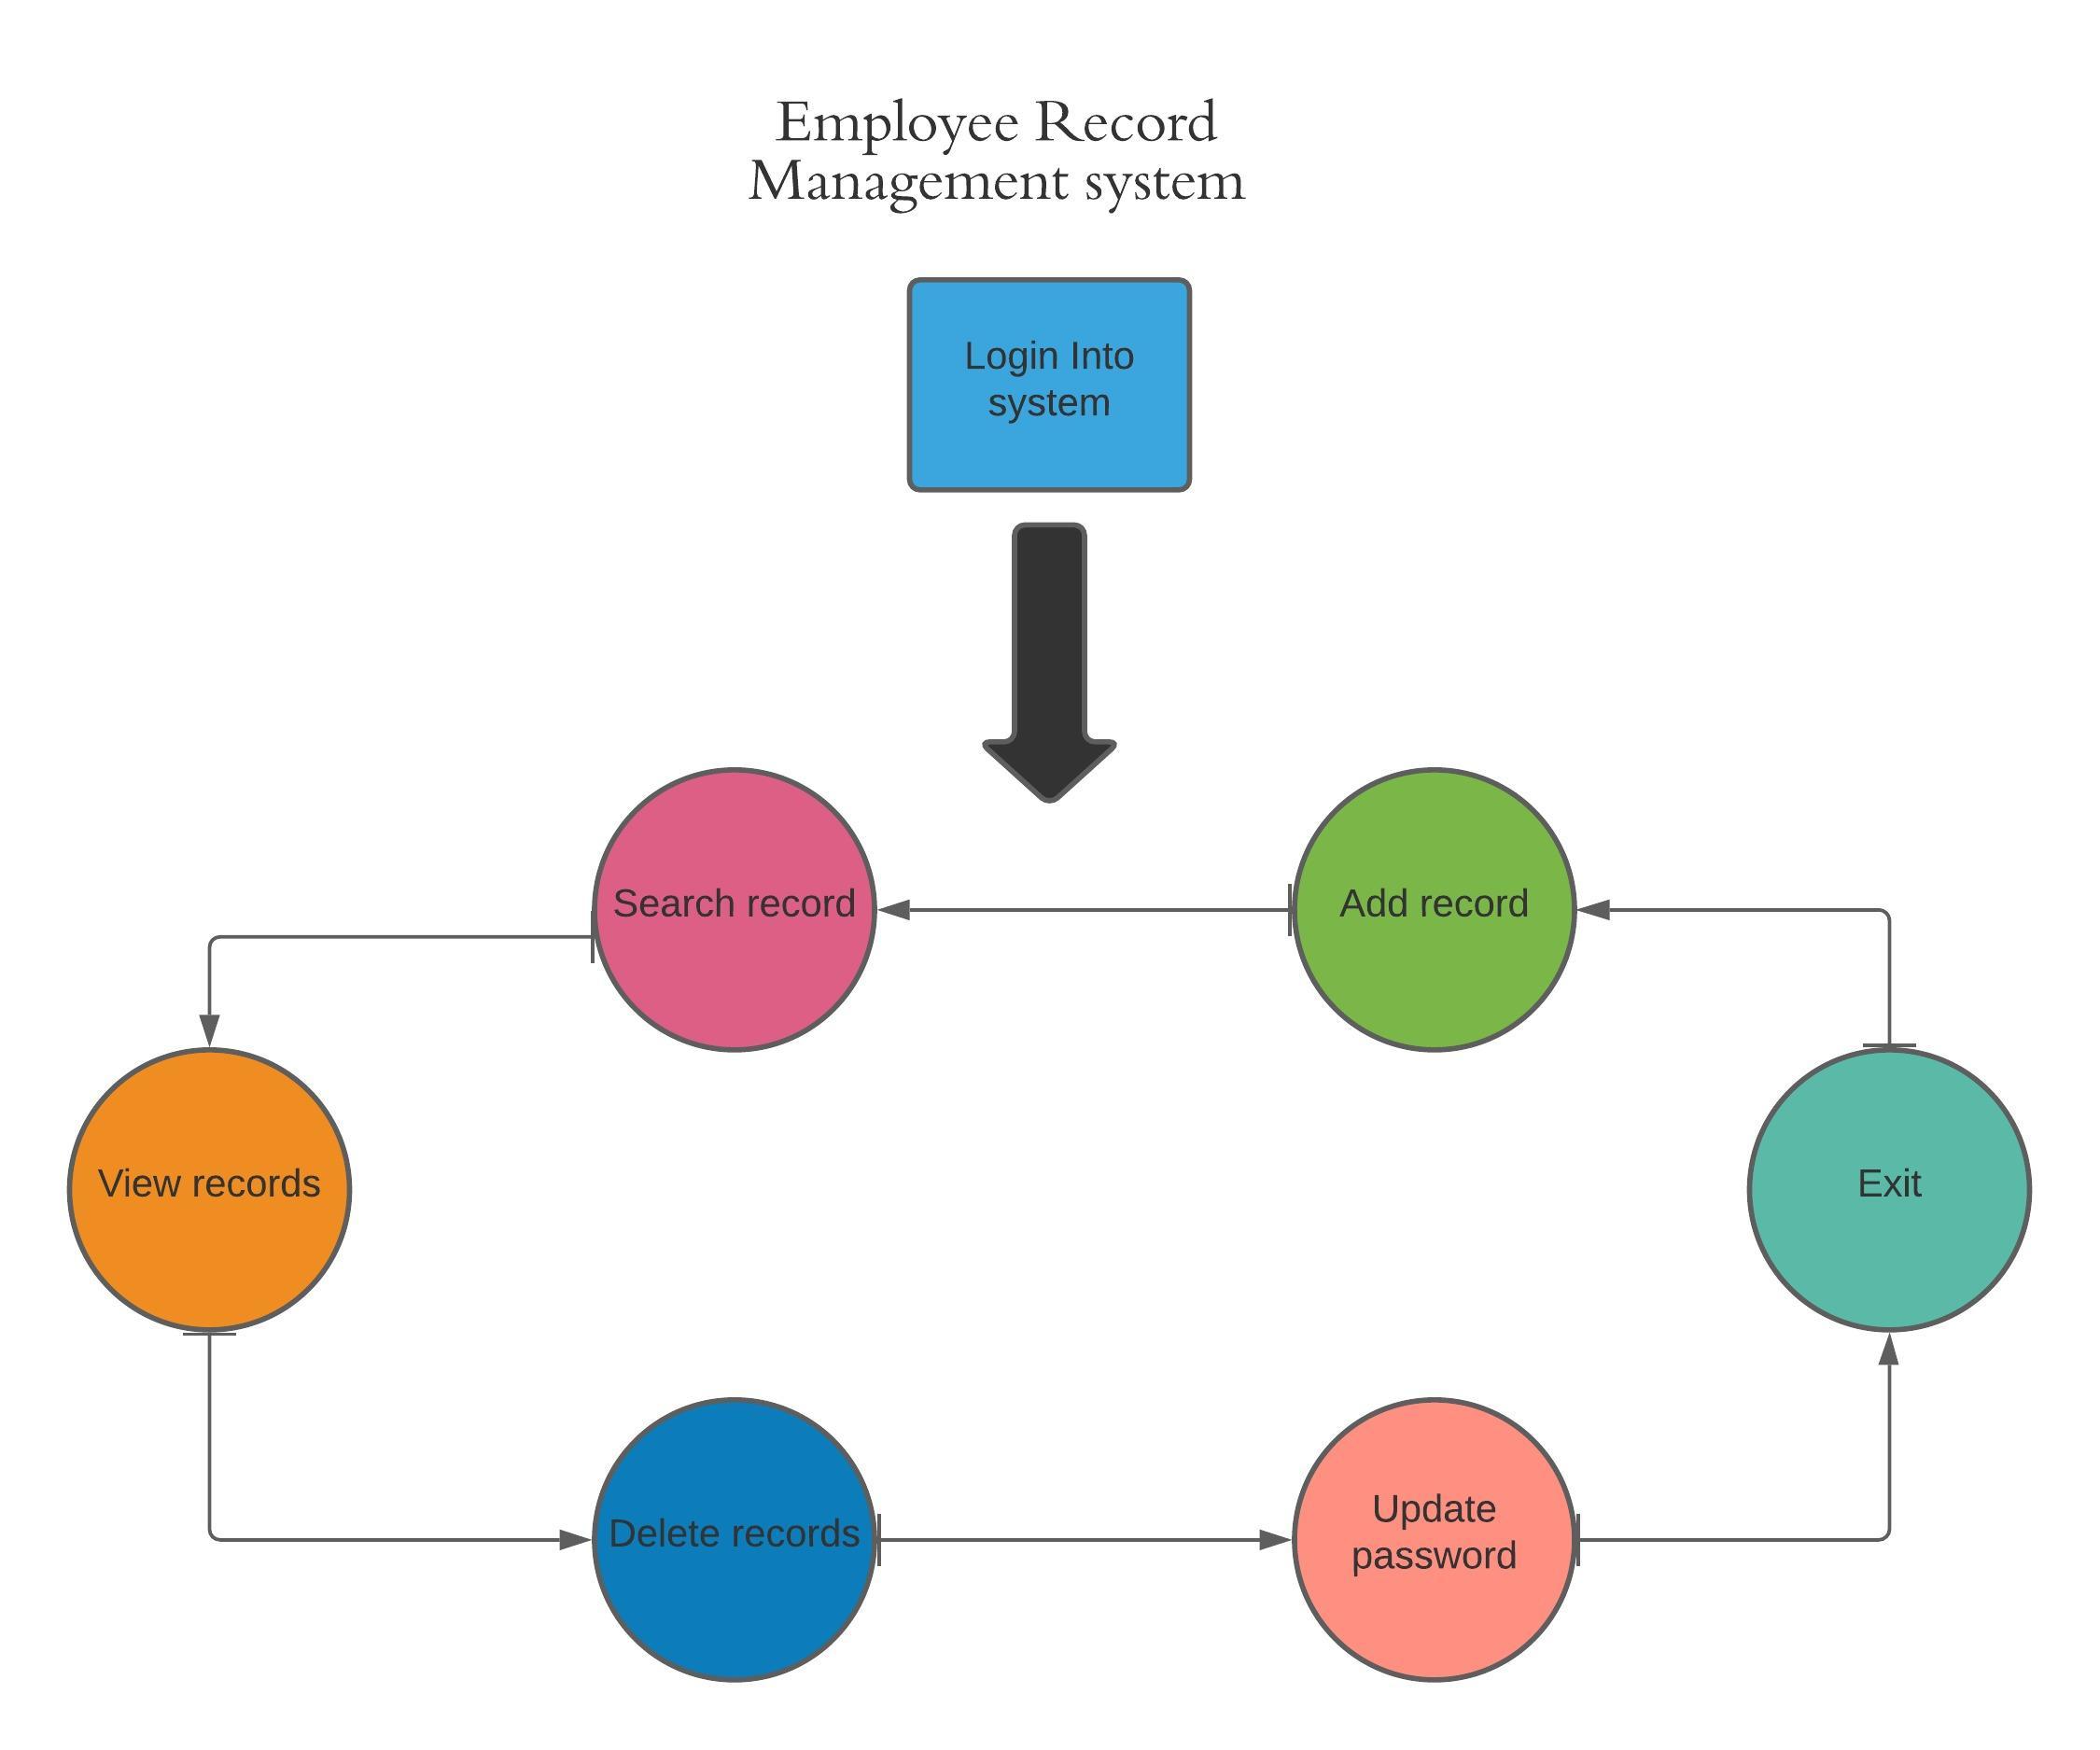 Employee Record
Management system
Login Into
system
Search record
Add record
View records
Exit
Delete records
Update
password